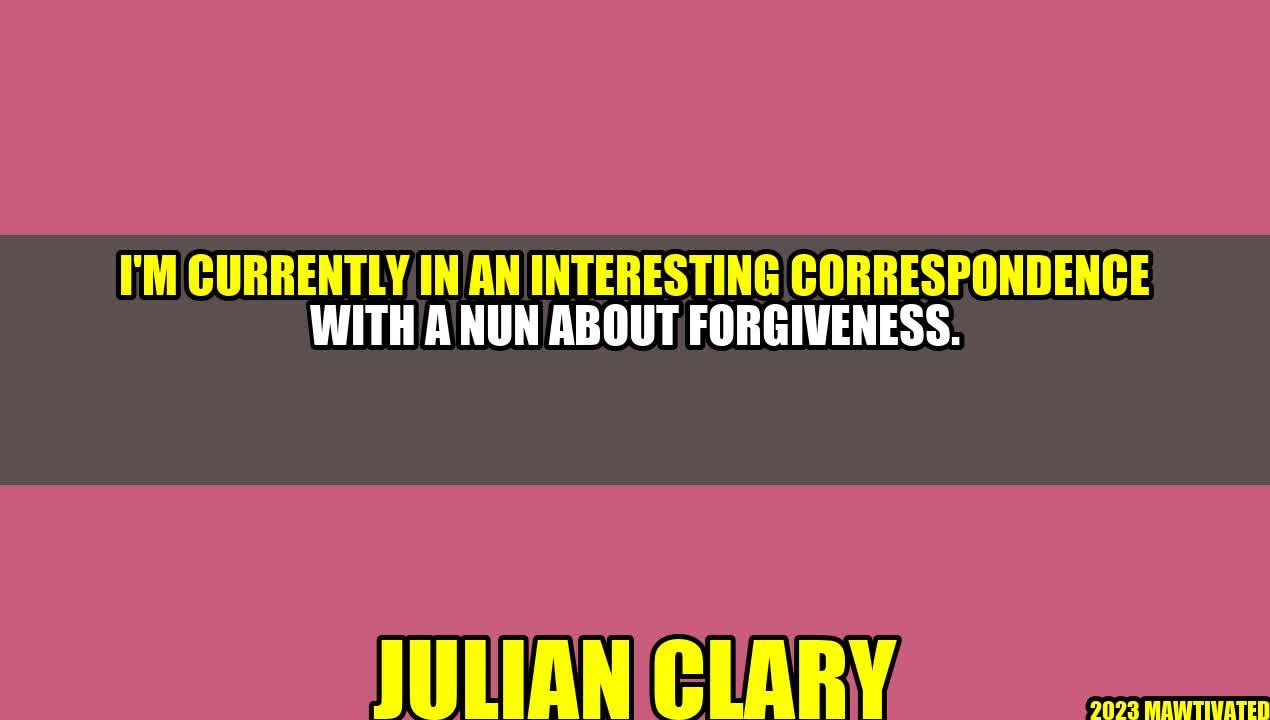 I'M CURRENTLY IN AN INTERESTING CORRESPONDENCE
WITH A NUN ABOUT FORGIVENESS.
JULIAN CLARY
2023 MAWTIVATED